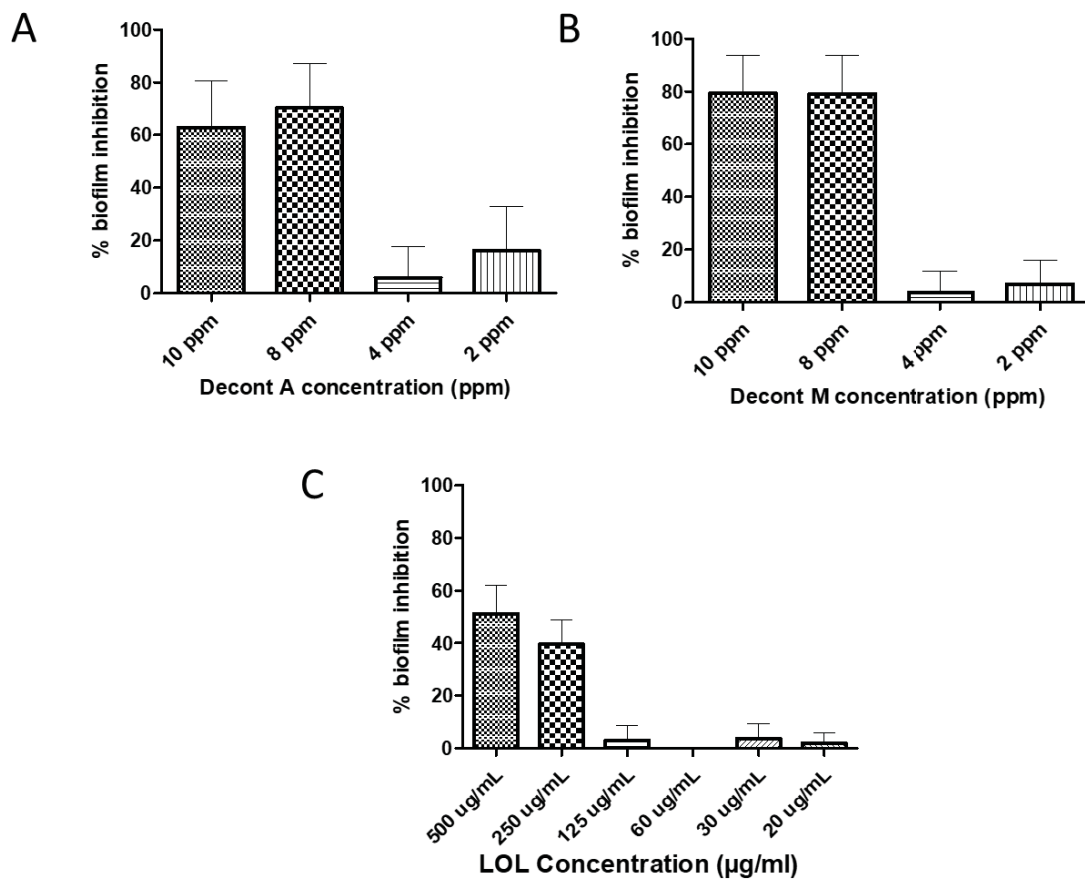 A
% biofilm inhibition
100
80
60
40
20
0
10 ppm
8 ppm
4 ppm
2 ppm
Decont A concentration (ppm)
B
% biofilm inhibition
100
80
60
40
20
0
10 ppm
8 ppm
4 ppm
2 ppm
Decont M concentration (ppm)
C
% biofilm inhibition
100
80
60
40
20
0
500 ug/mL
250 ug/mL
125 ug/mL
60 ug/mL
30 ug/mL
20 ug/mL
LOL Concentration (µg/ml)